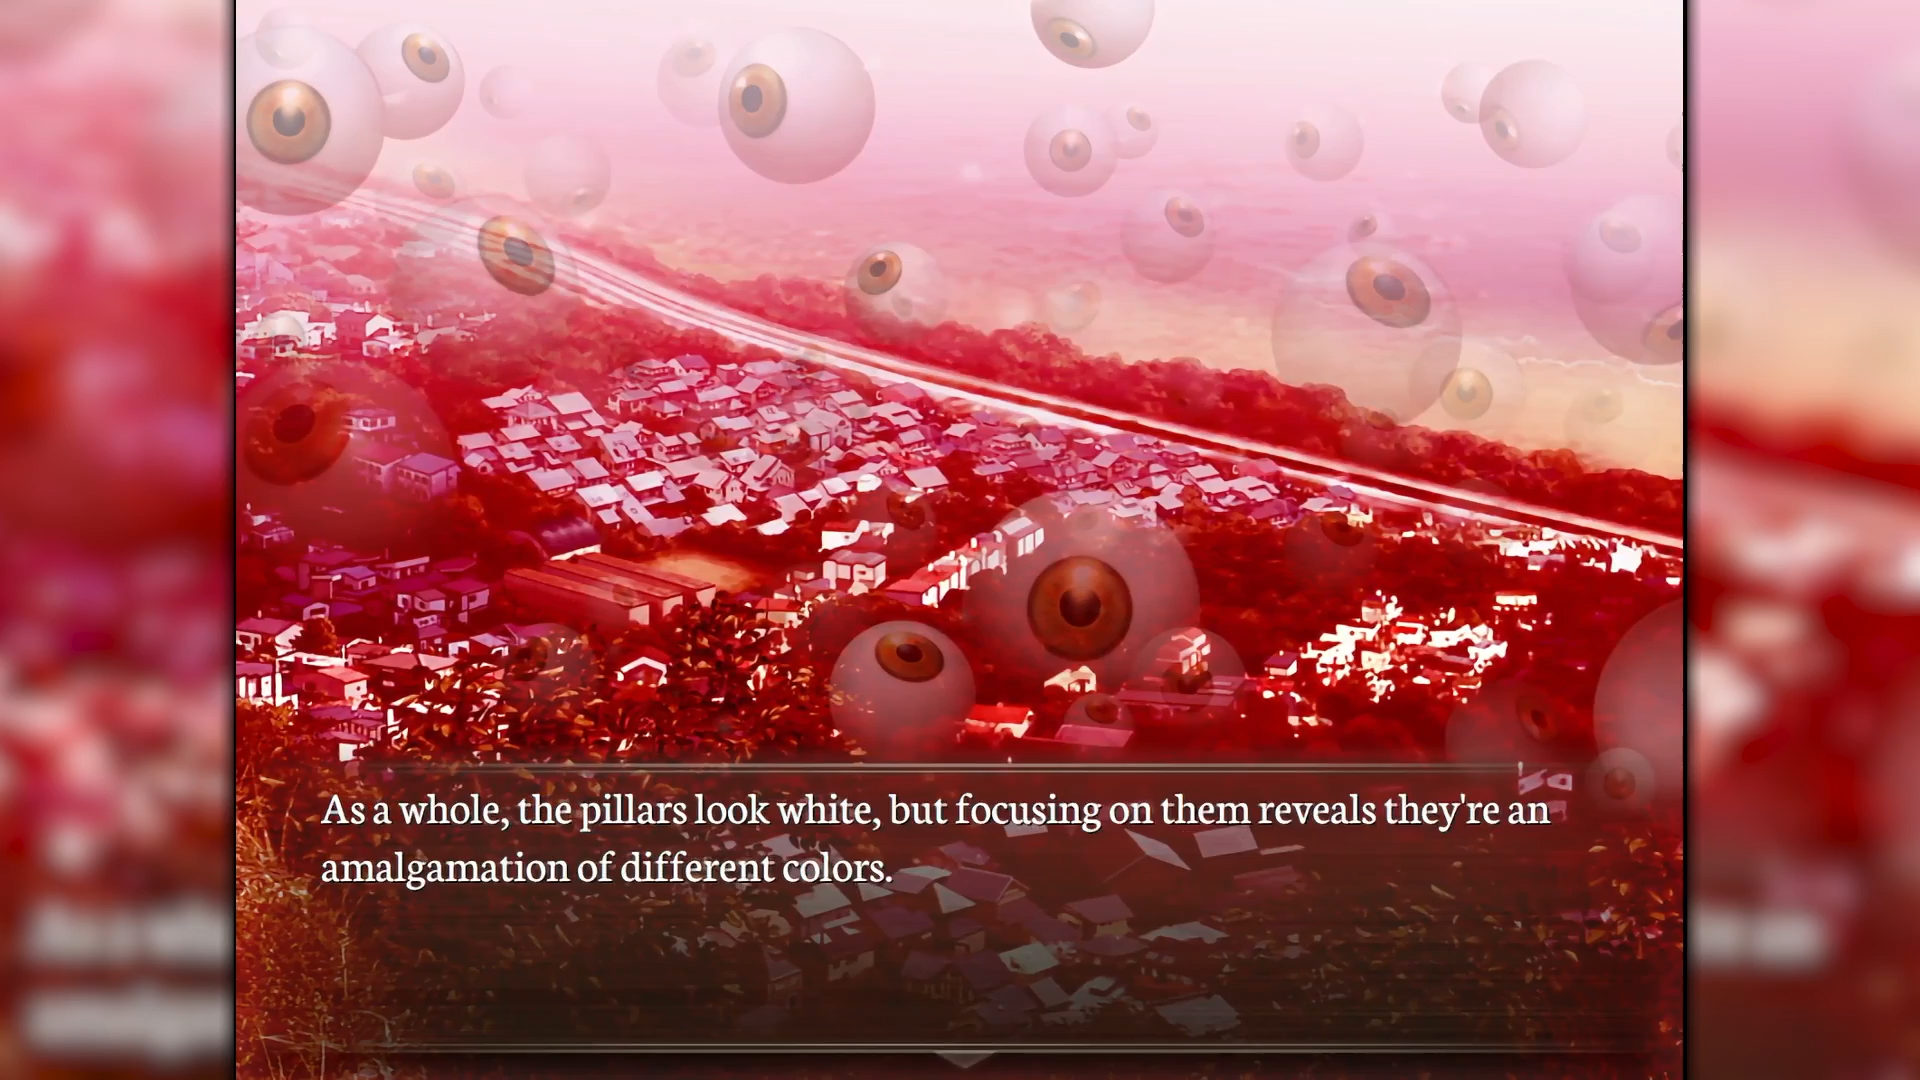 As a whole, the pillars look white, but focusing on them reveals they're an
amalgamation of different colors.